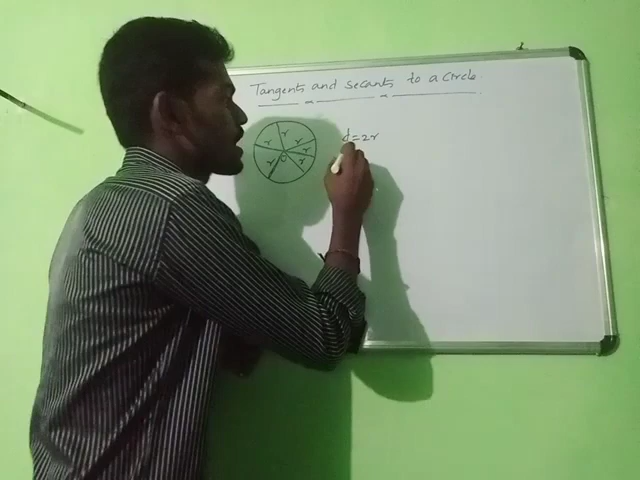 Tangents and Secants to a Circle
r
r r
r
r r
O
d=2r